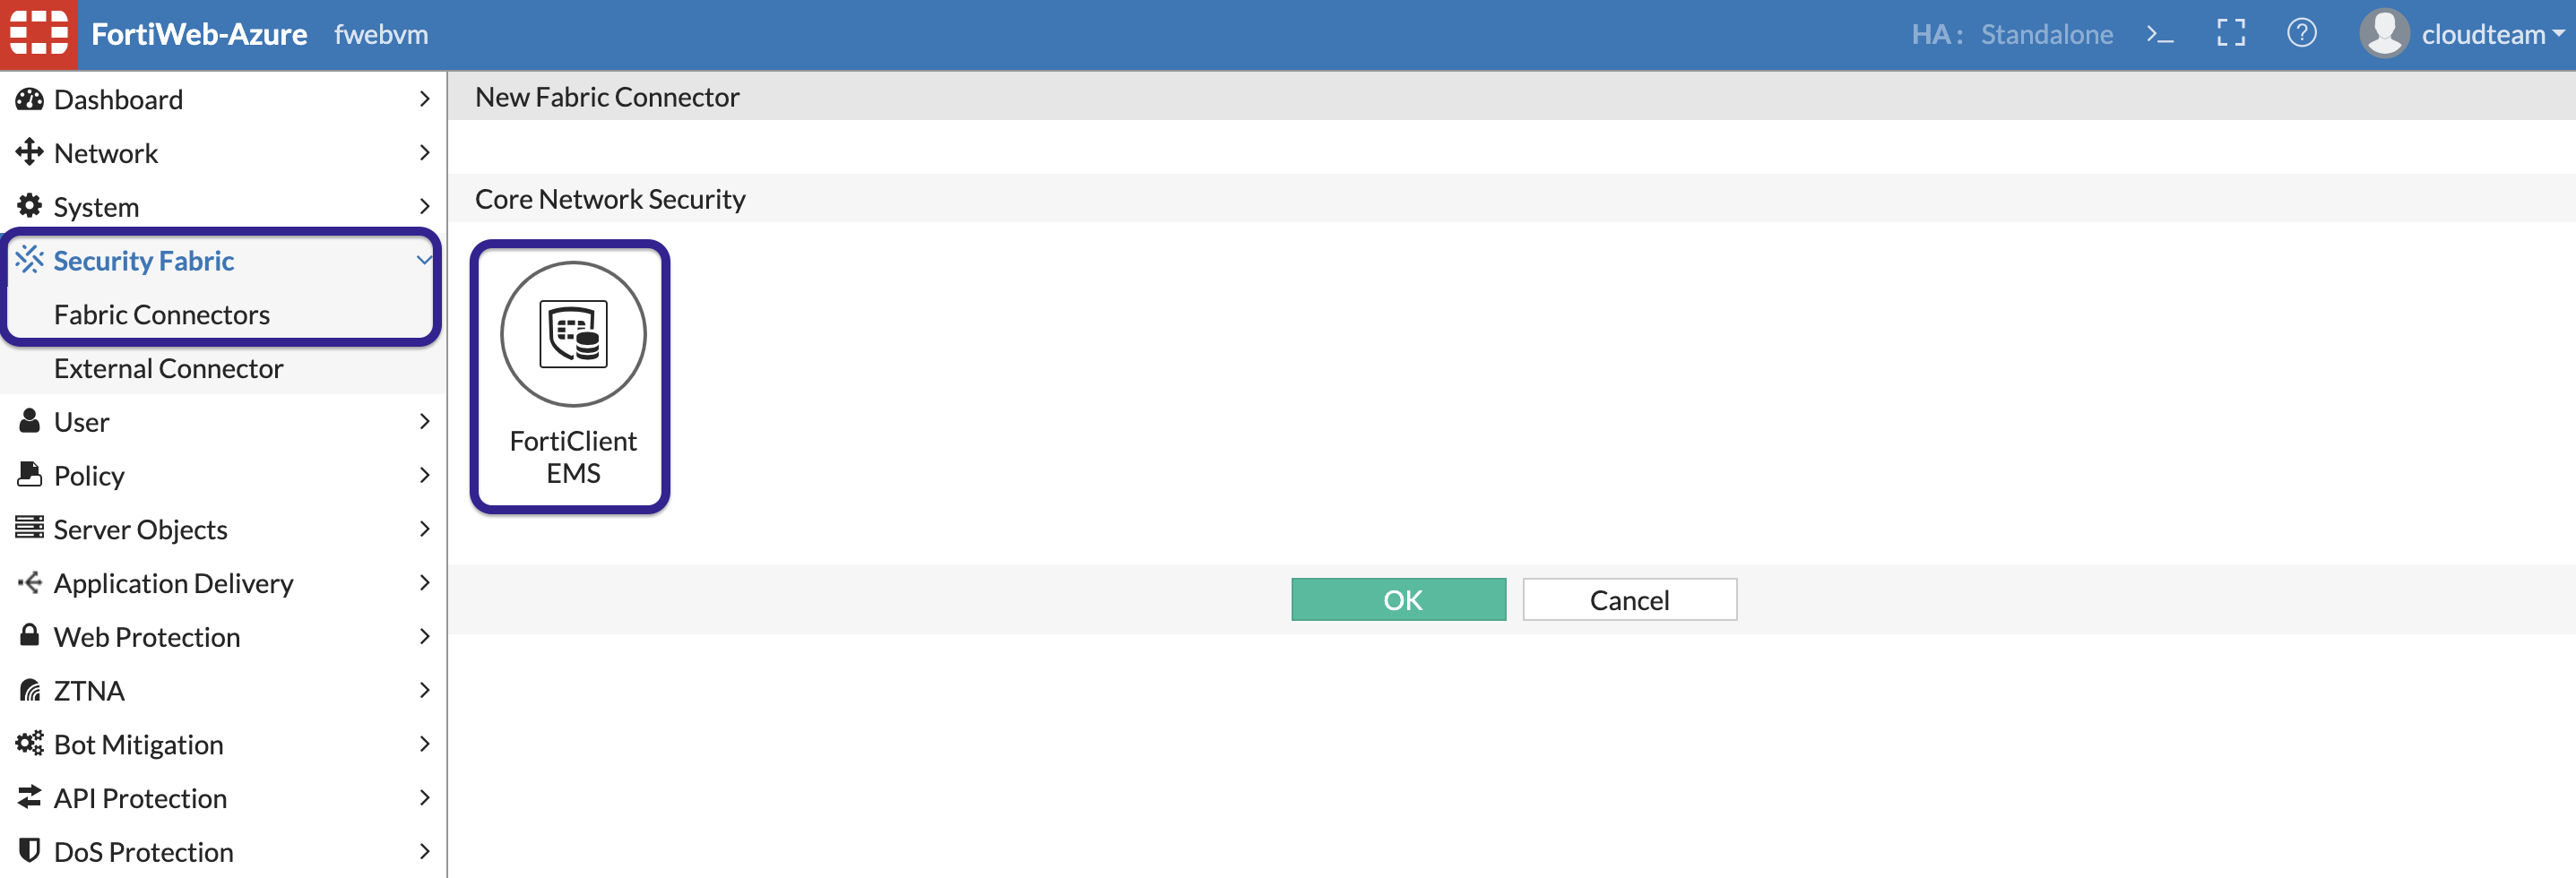 FortiWeb-Azure fwebvm HA: Standalone >_ ? cloudteam
Dashboard
Network
System
Security Fabric
Fabric Connectors
External Connector
User
Policy
Server Objects
Application Delivery
Web Protection
ZTNA
Bot Mitigation
API Protection
DoS Protection
New Fabric Connector
Core Network Security
FortiClient
EMS
OK Cancel